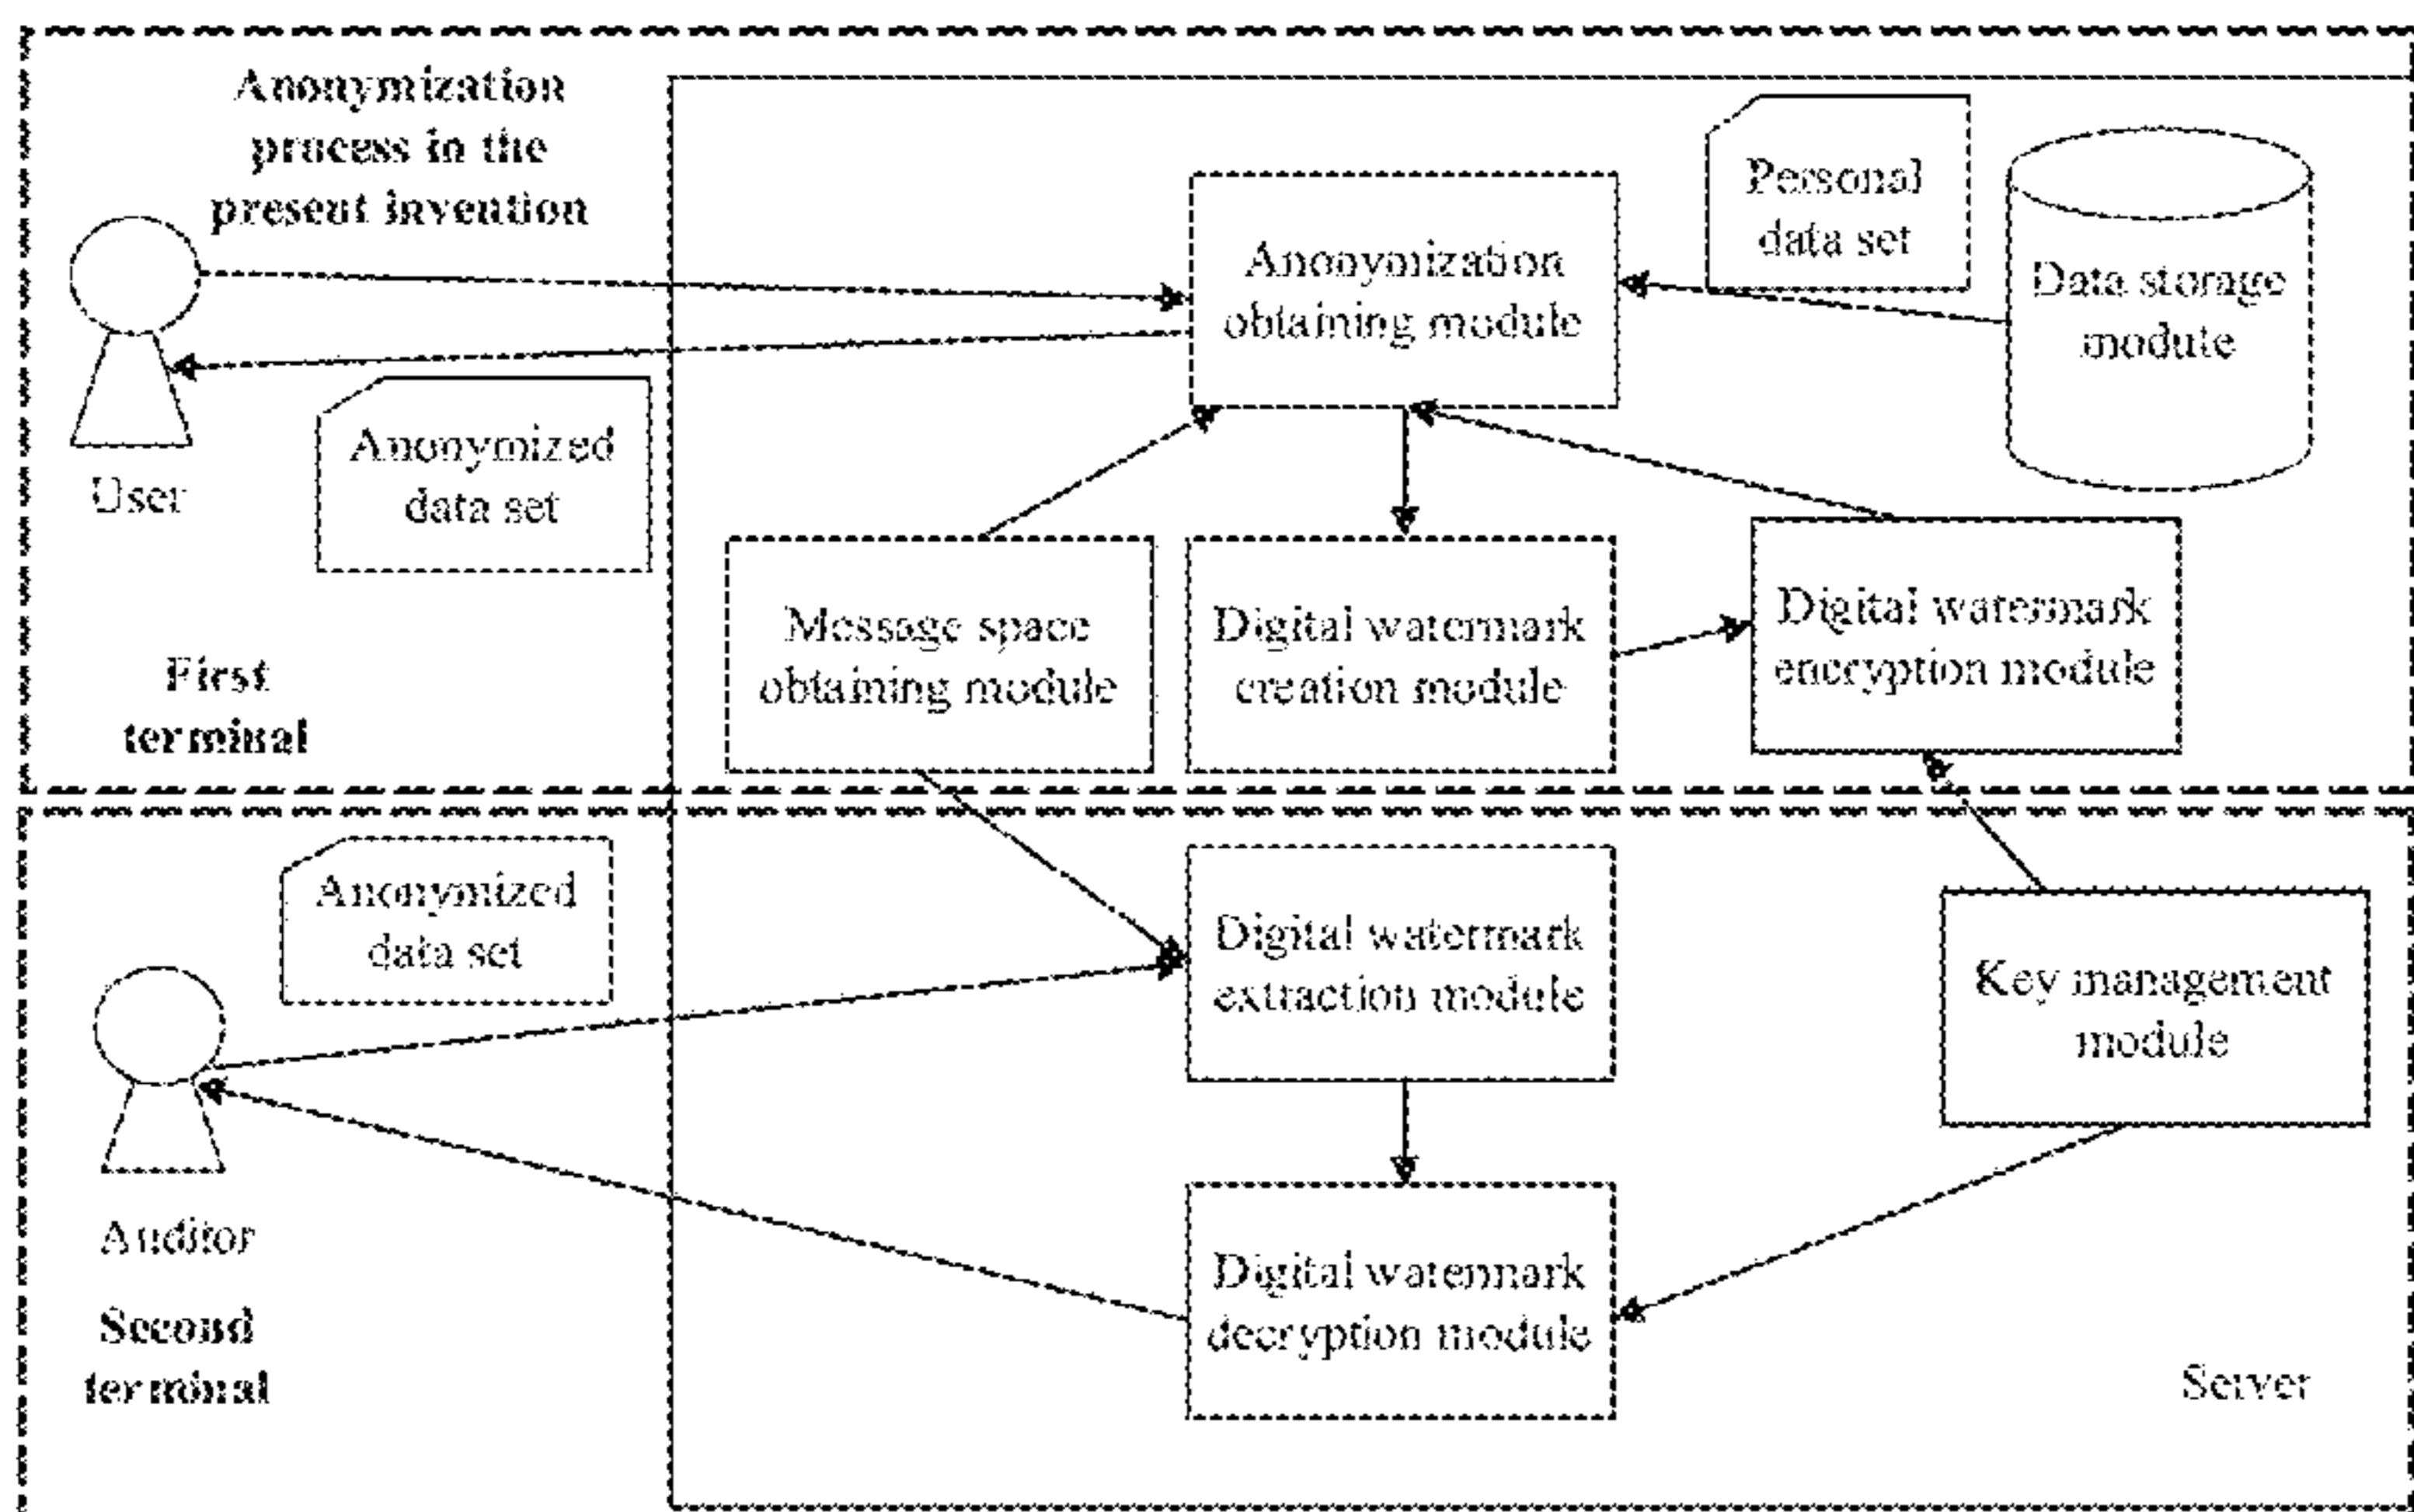 Anonymization
process in the
present invention
Personal
data set
Data storage
module
Anonymization
obtaining module
Anonymized
data set
User
Message space
obtaining module
Digital watermark
creation module
Digital watermark
encryption module
First
terminal
Anonymized
data set
Digital watermark
extraction module
Key management
module
Auditor
Second
terminal
Digital watermark
decryption module
Server